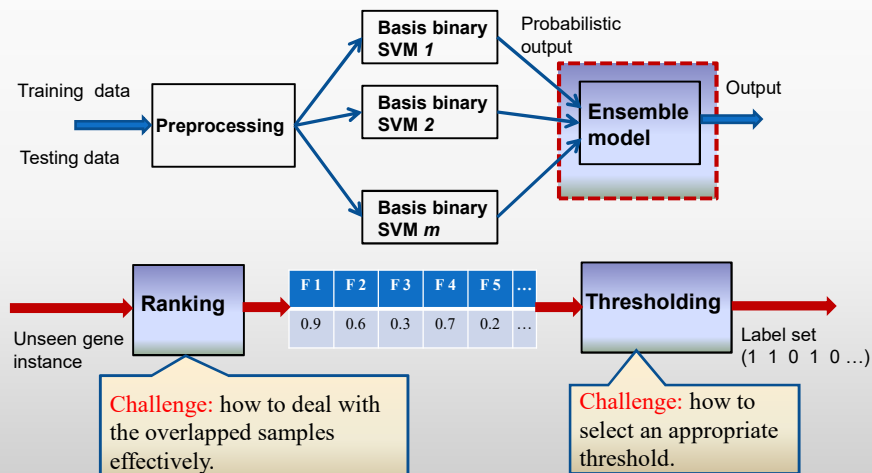 Basis binary
SVM 1
Probabilistic
output
Training data
Testing data
Preprocessing
Basis binary
SVM 2
Ensemble
model
Output
Basis binary
SVM m
Unseen gene
instance
Ranking
F 1 F 2 F 3 F 4 F 5 ...
0.9 0.6 0.3 0.7 0.2 ...
Thresholding
Label set
(1 1 0 1 0 ...)
Challenge: how to deal with
the overlapped samples
effectively.
Challenge: how to
select an appropriate
threshold.